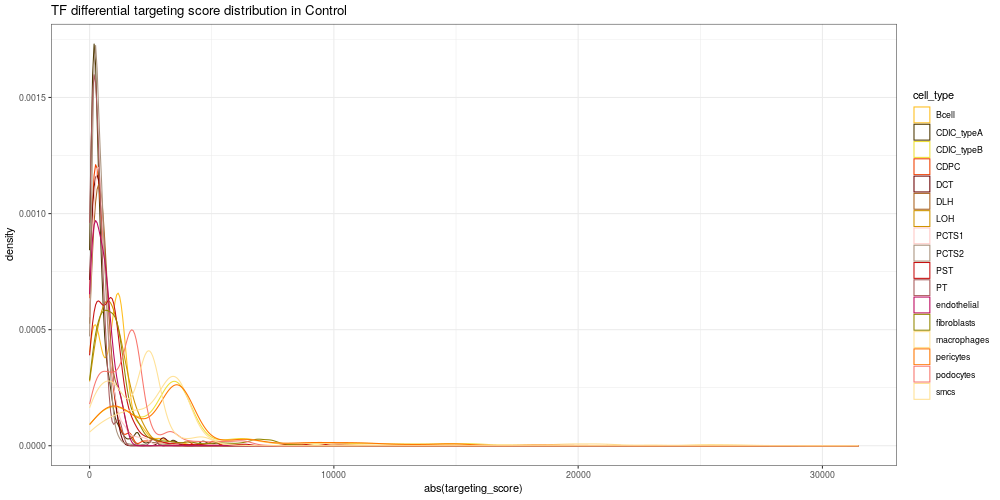 TF differential targeting score distribution in Control
density
0.0015
0.0010
0.0005
0.0000
0
10000
20000
30000
abs(targeting_score)
cell_type
Bcell
CDIC_typeA
CDIC_typeB
CDPC
DCT
DLH
LOH
PCTS1
PCTS2
PST
PT
endothelial
fibroblasts
macrophages
pericytes
podocytes
smcs